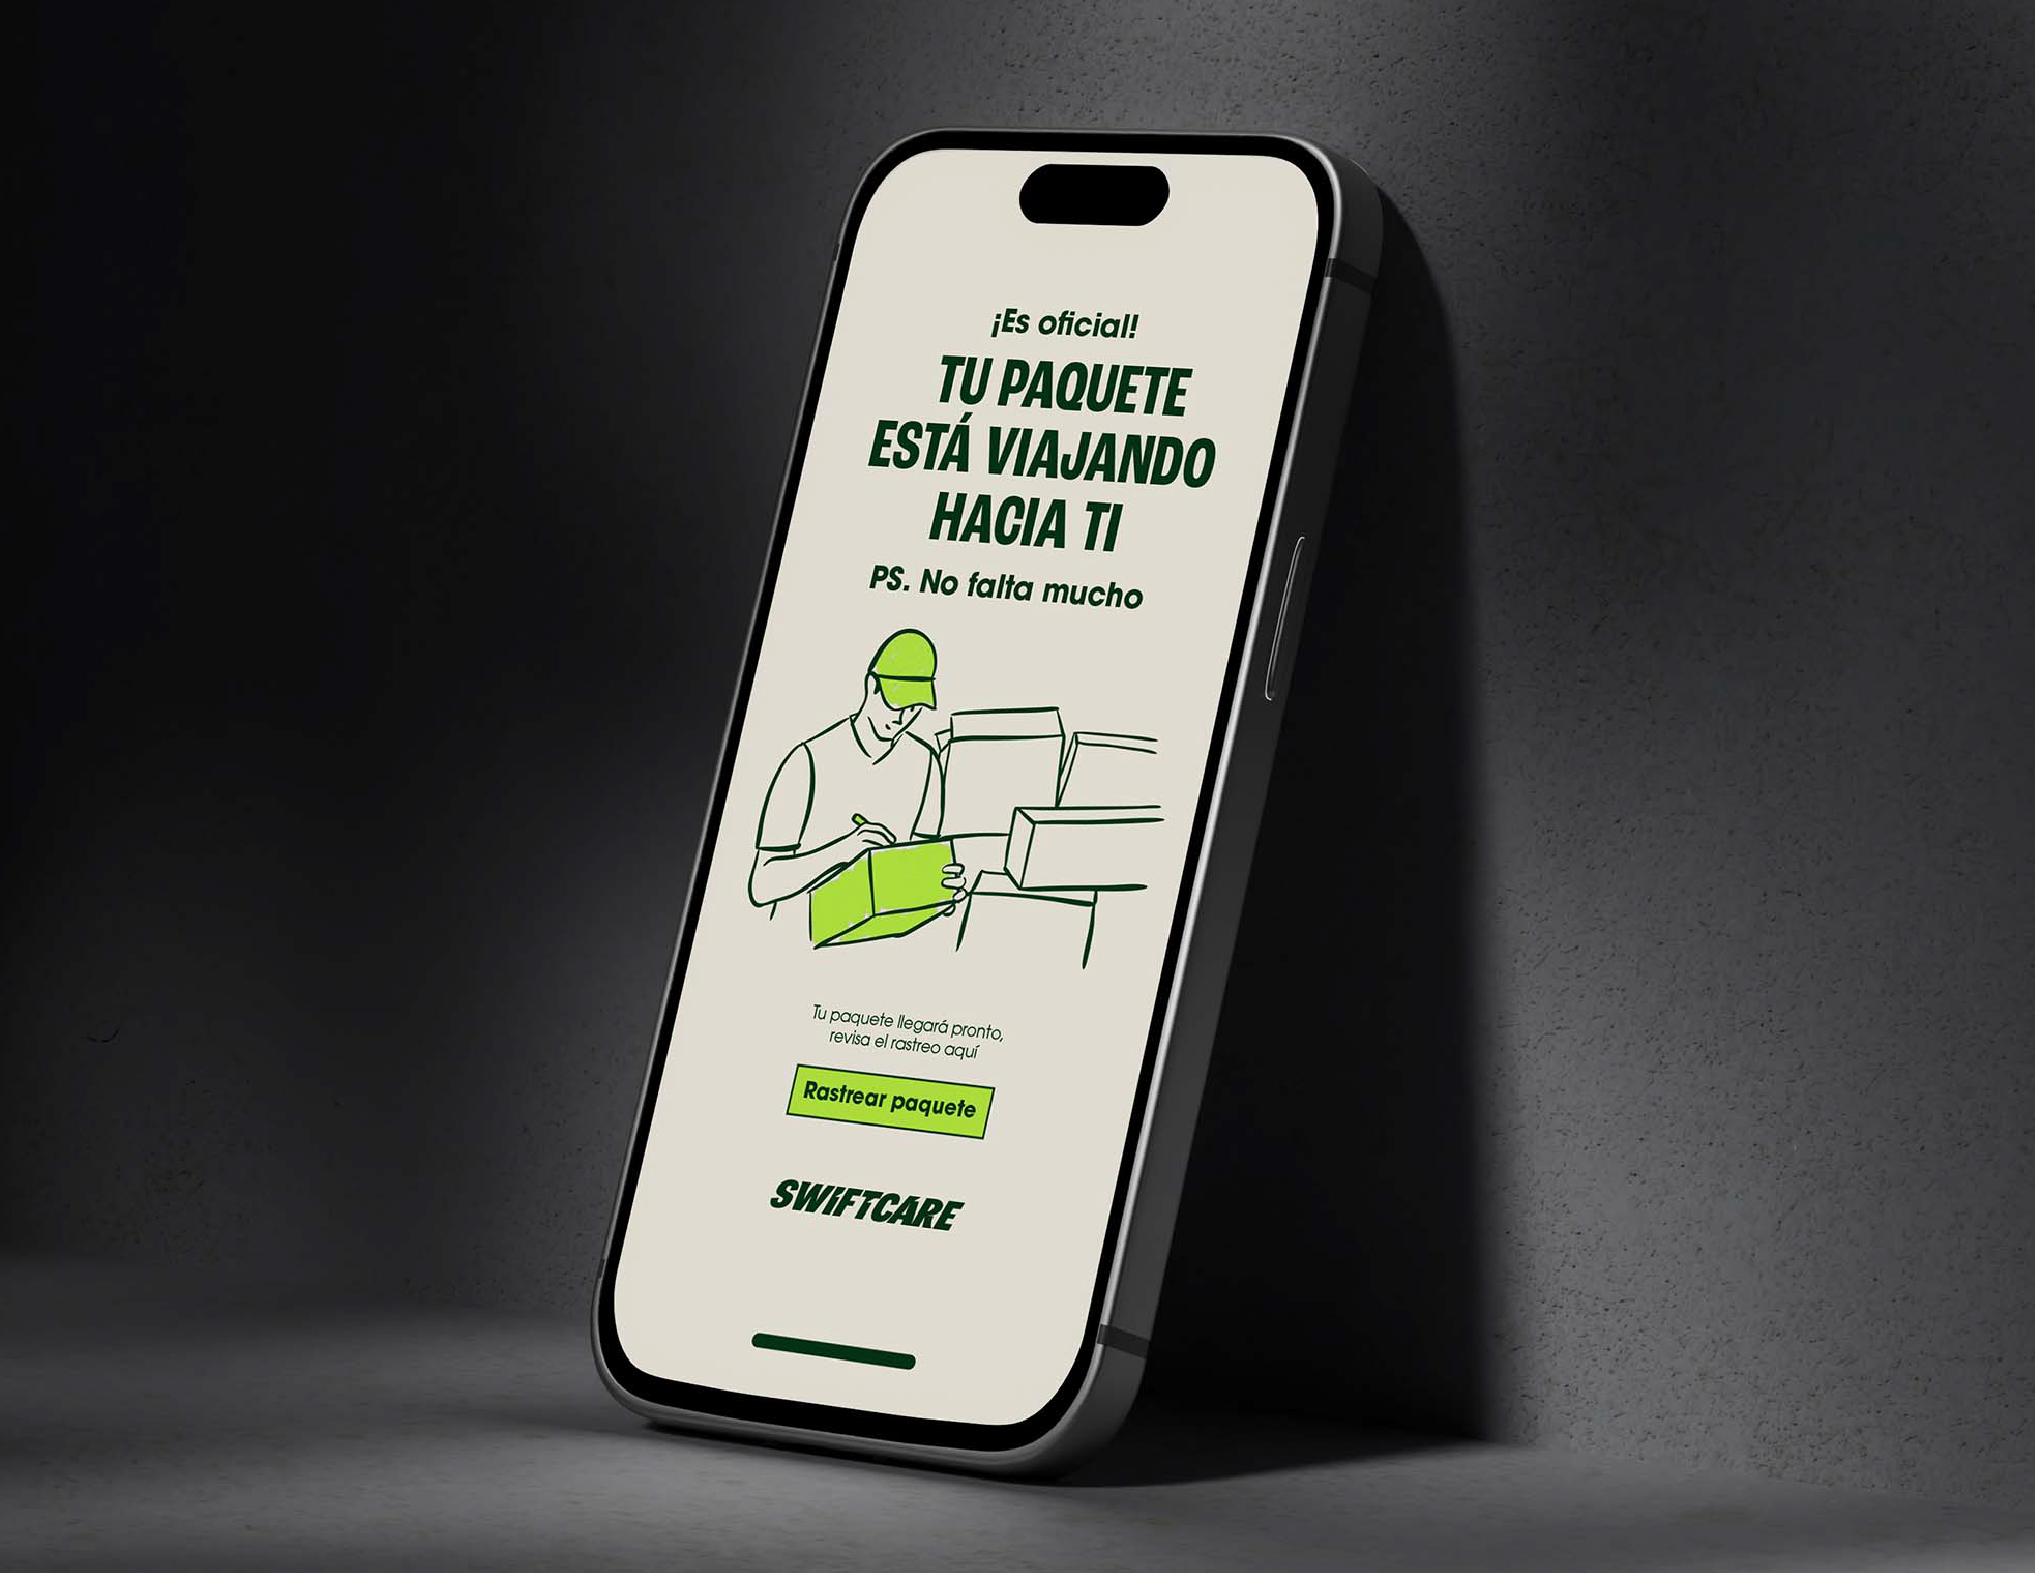 ¡Es oficial!
TU PAQUETE
ESTÁ VIAJANDO
HACIA TI
PS. No falta mucho
Tu paquete llegará pronto,
revisa el rastreo aquí
Rastrear paquete
SWIFTCARE